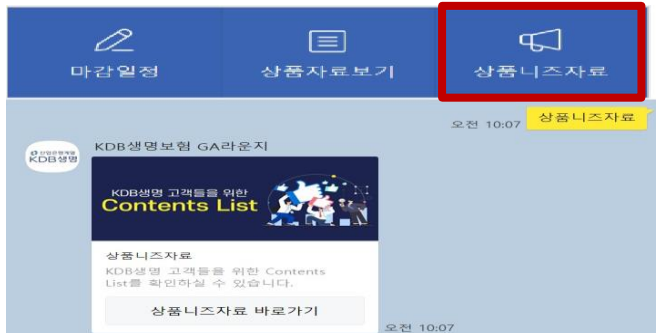 마감일정
상품자료보기
상품니즈자료
오전 10:07
상품니즈자료
KDB생명보험 GA라운지
KDB생명
KDB생명 고객들을 위한
Contents List
상품니즈자료
KDB생명 고객들을 위한 Contents
List를 확인하실 수 있습니다.
상품니즈자료 바로가기
오전 10:07